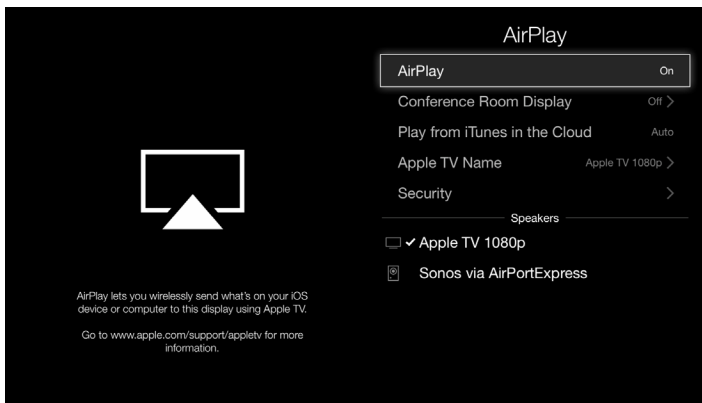 AirPlay
AirPlay On
Conference Room Display Off
Play from iTunes in the Cloud Auto
Apple TV Name Apple TV 1080p
Security
Speakers
Apple TV 1080p
Sonos via AirPortExpress
AirPlay lets you wirelessly send what's on your iOS
device or computer to this display using Apple TV.
Go to www.apple.com/support/appletv for more
information.